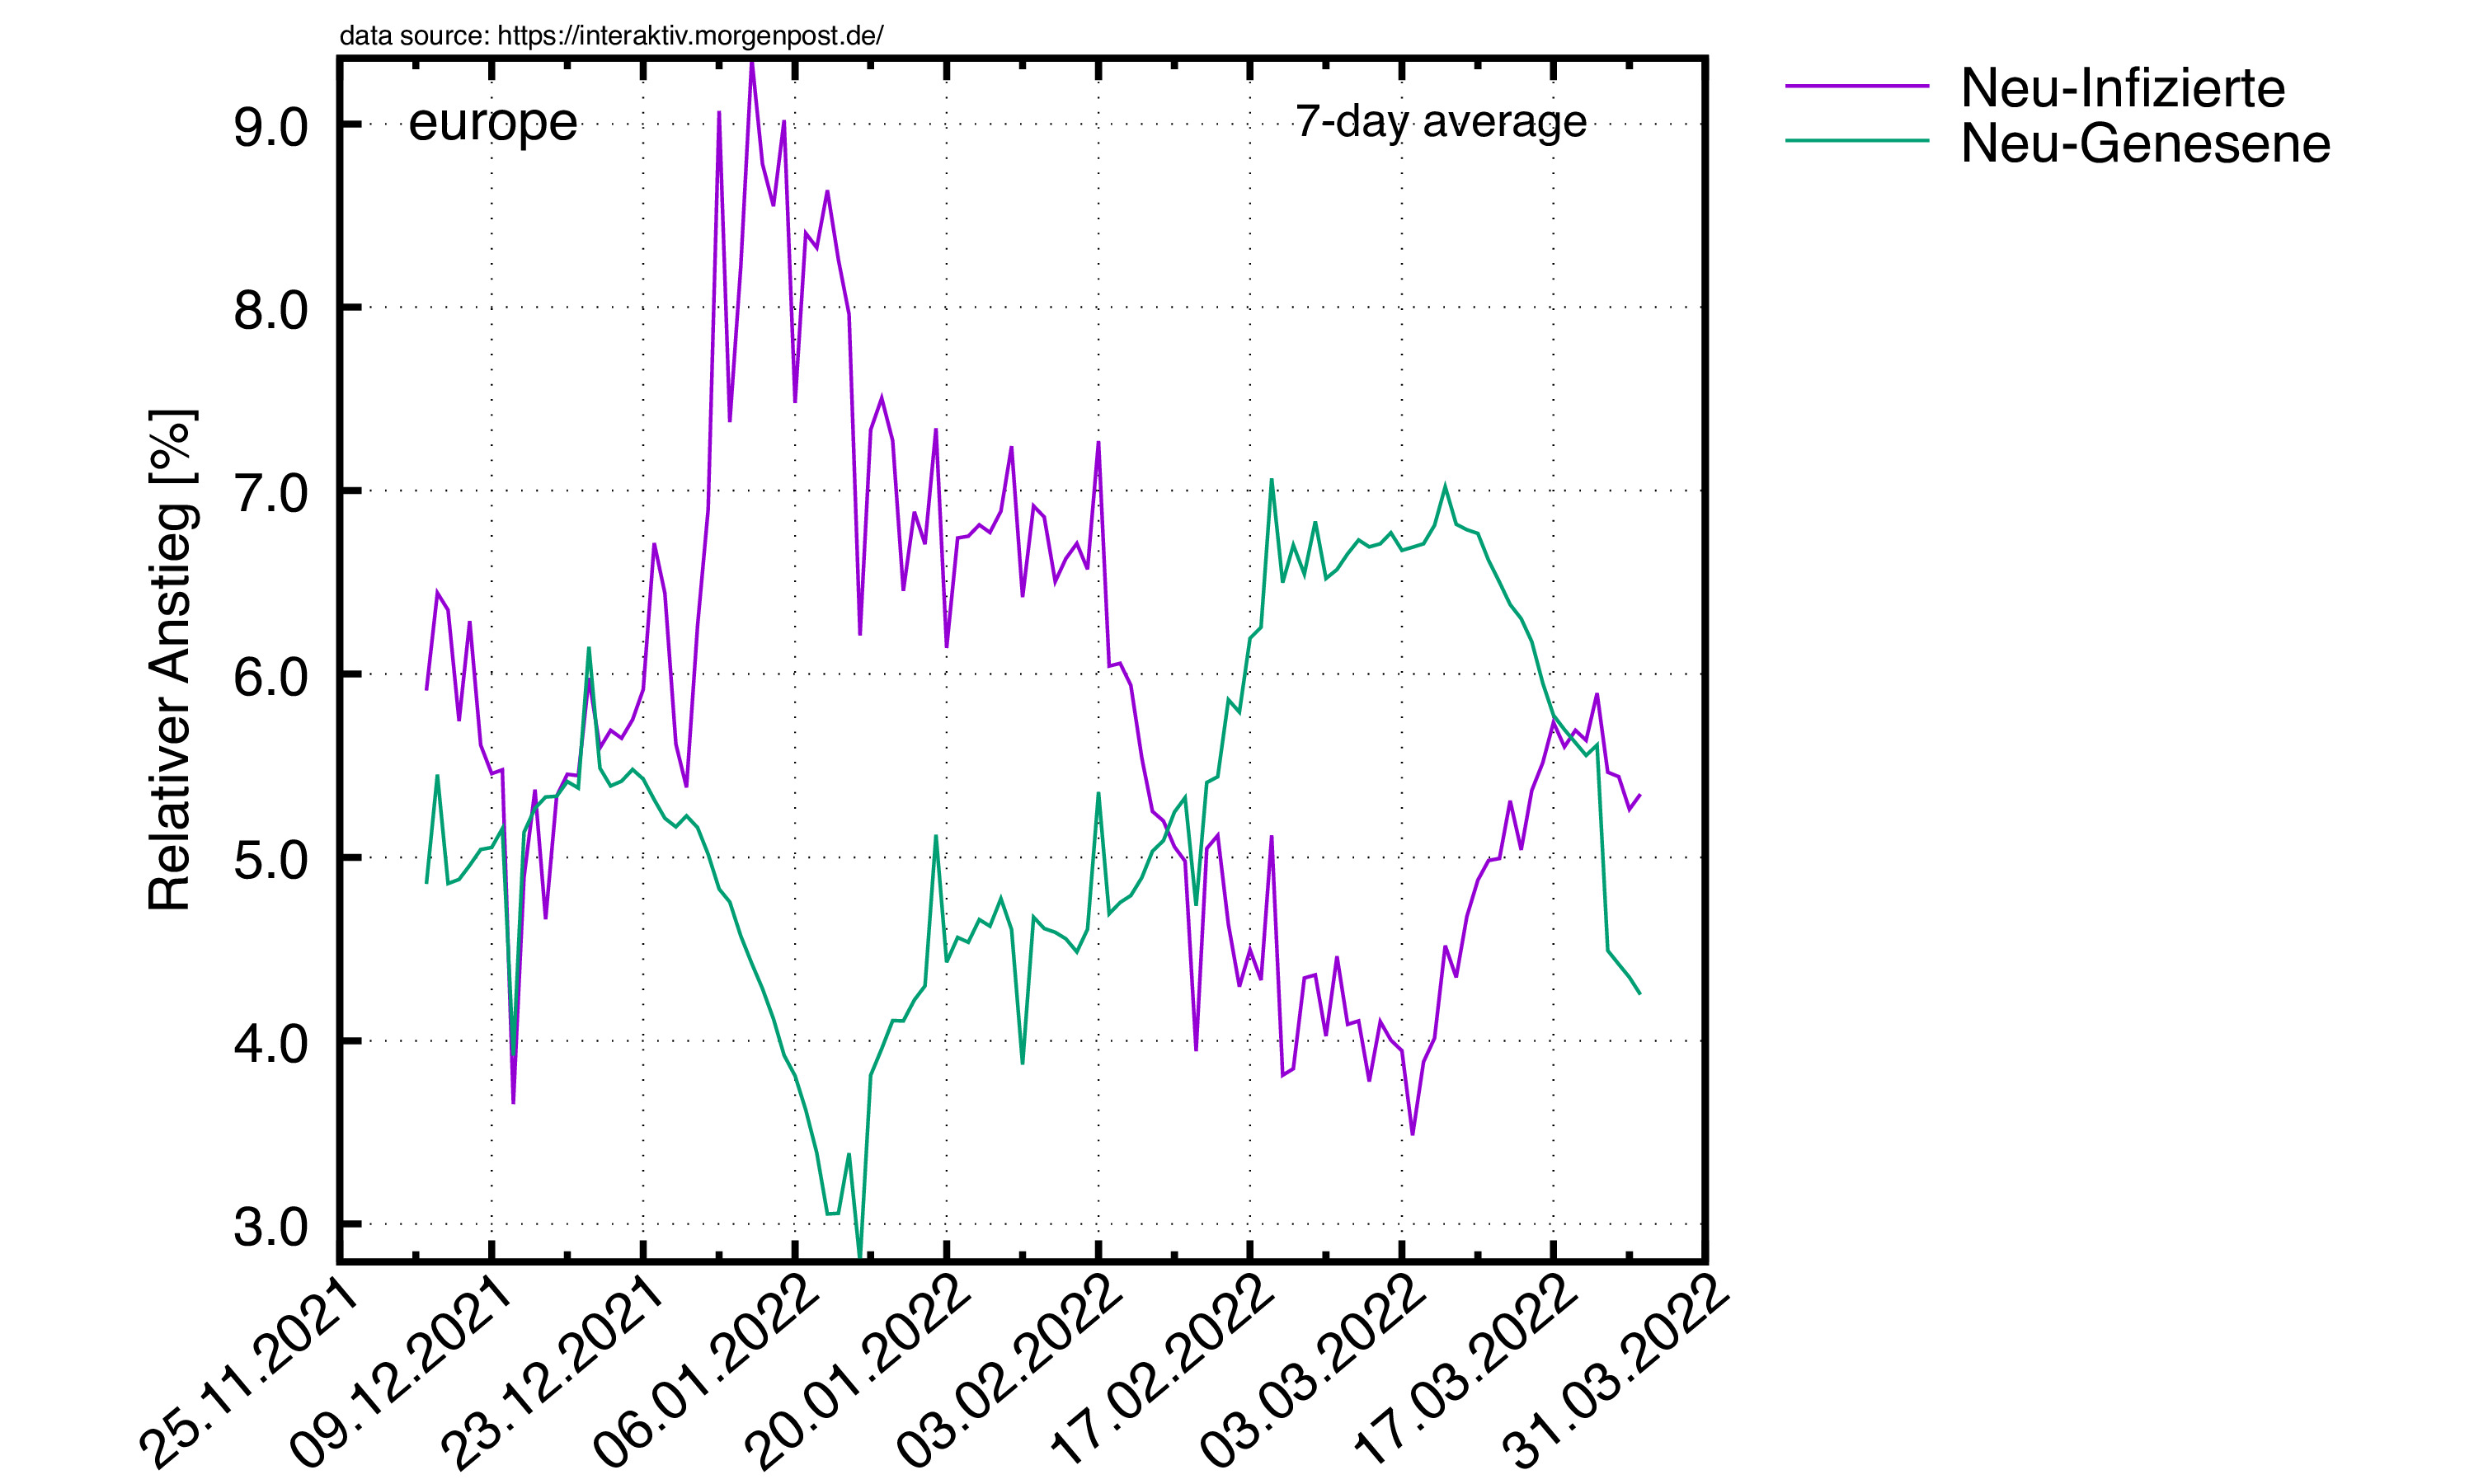 data source: https://interaktiv.morgenpost.de/
europe
7-day average
Neu-Infizierte
Neu-Genesene
Relativer Anstieg [%]
9.0
8.0
7.0
6.0
5.0
4.0
3.0
25.11.2021
09.12.2021
23.12.2021
06.01.2022
20.01.2022
03.02.2022
17.02.2022
03.03.2022
17.03.2022
31.03.2022